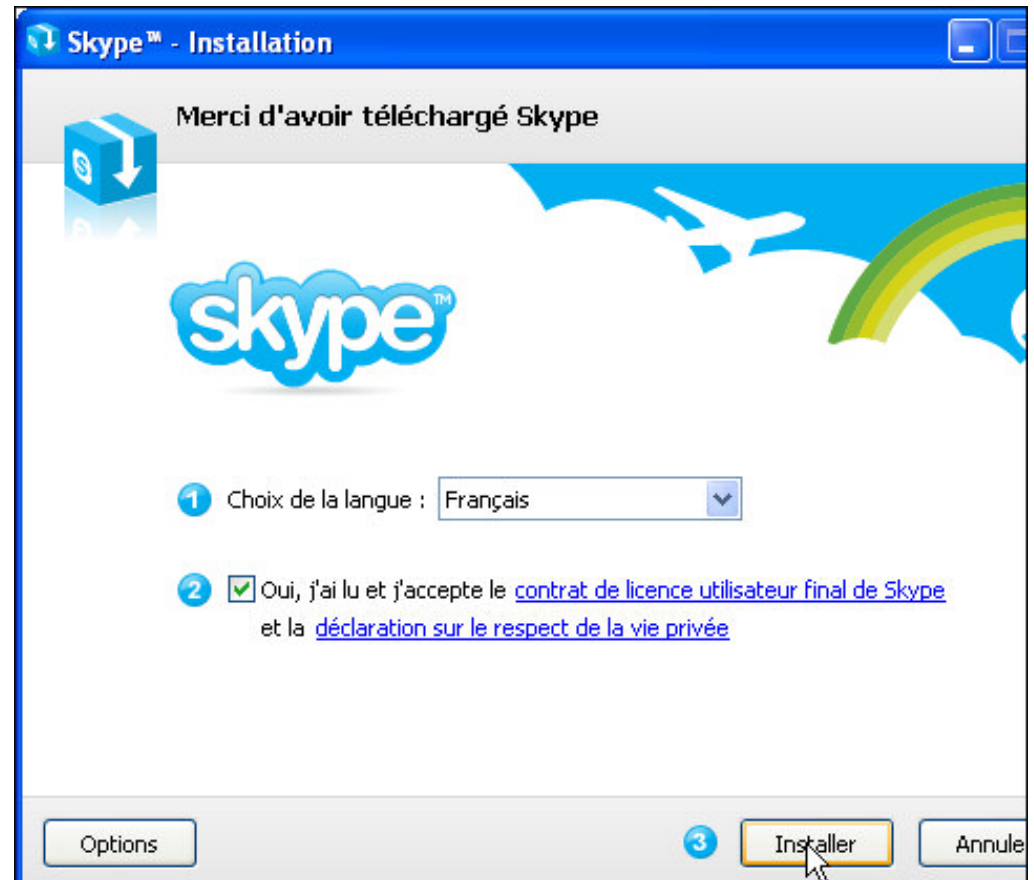 Skype™ - Installation
Merci d'avoir téléchargé Skype
S
skype™
1 Choix de la langue : Français
2 Oui, j'ai lu et j'accepte le contrat de licence utilisateur final de Skype
et la déclaration sur le respect de la vie privée
Options 3 Installer Annule